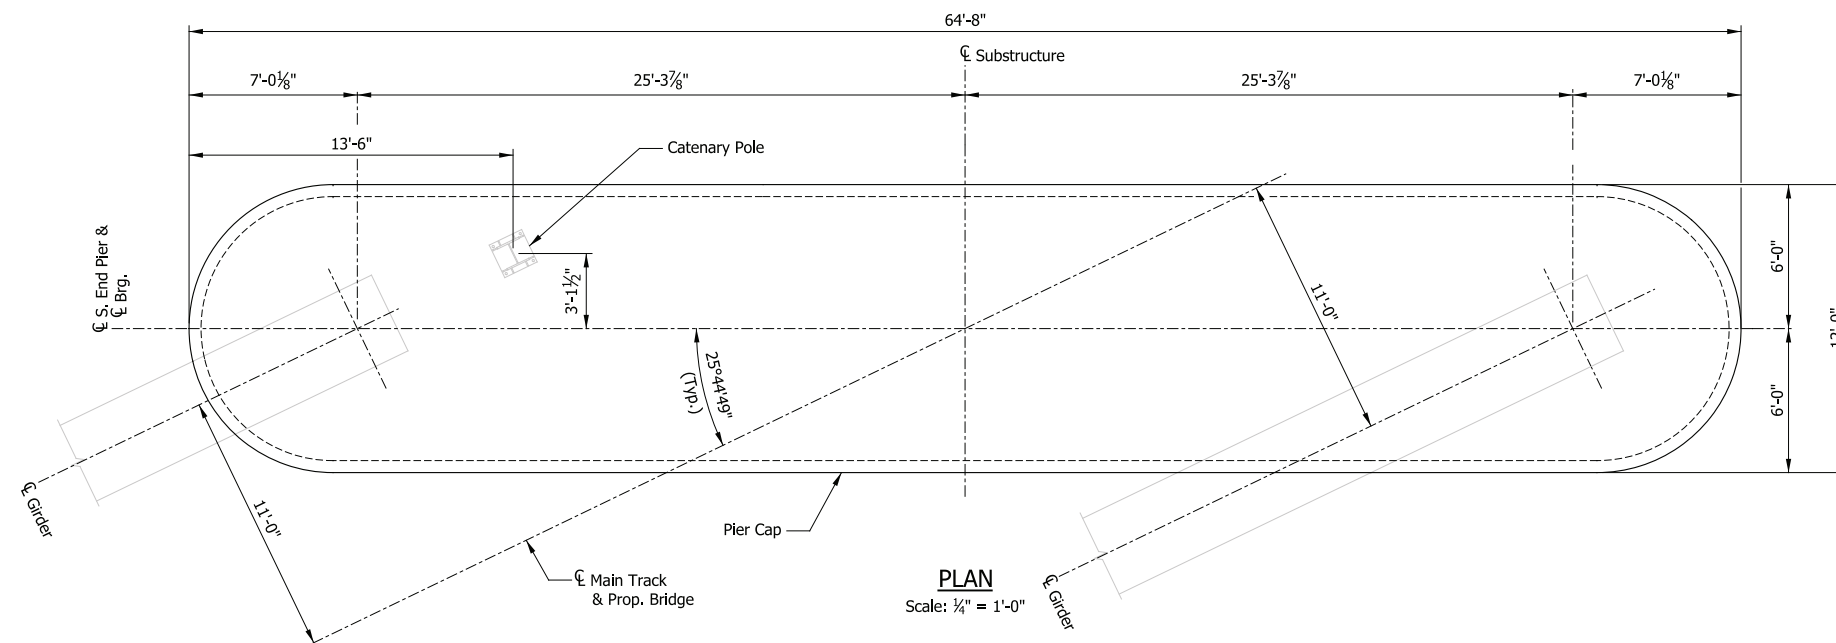 64'-8"
℄ Substructure
7'-0⅛"
25'-3⅞"
25'-3⅞"
7'-0⅛"
13'-6"
Catenary Pole
℄ S. End Pier &
℄ Brg.
3'-1½"
25°44'49"
(Typ.)
11'-0"
6'-0"
6'-0"
12'-0"
℄ Girder
11'-0"
Pier Cap
℄ Main Track
& Prop. Bridge
PLAN
Scale: ¼" = 1'-0"
℄ Girder